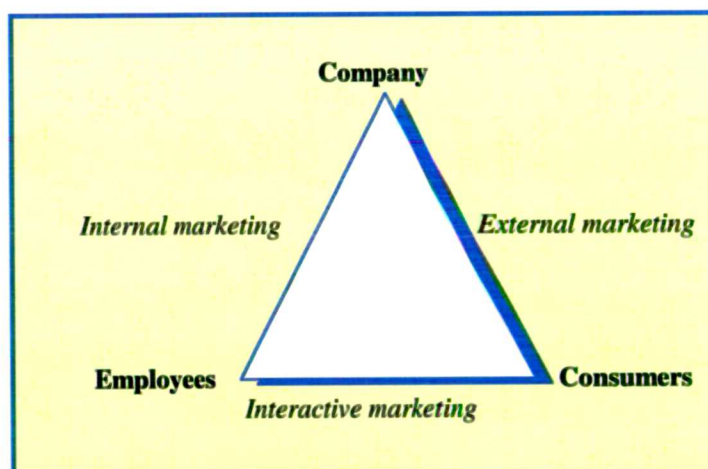 Company
Internal marketing
External marketing
Employees
Consumers
Interactive marketing